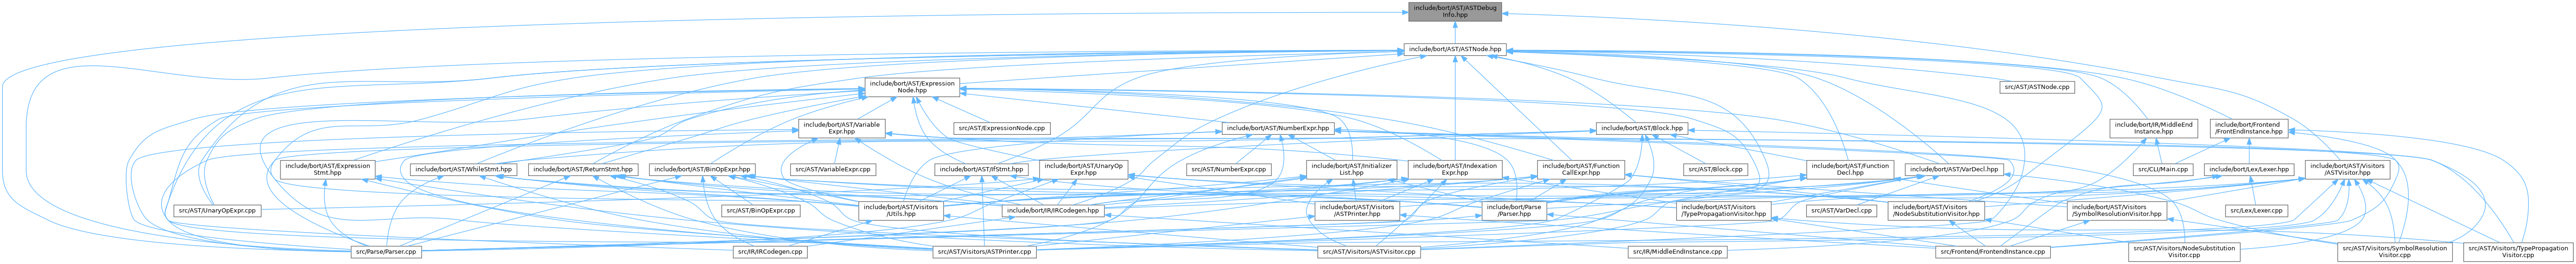 include/bort/AST/ASTDebug
Info.hpp
include/bort/AST/ASTNode.hpp
include/bort/AST/Expression
Node.hpp
src/AST/ASTNode.cpp
include/bort/AST/Variable
Expr.hpp
src/AST/ExpressionNode.cpp
include/bort/AST/NumberExpr.hpp
include/bort/AST/Block.hpp
include/bort/IR/MiddleEnd
Instance.hpp
include/bort/Frontend
/FrontEndInstance.hpp
include/bort/AST/Expression
Stmt.hpp
include/bort/AST/WhileStmt.hpp
include/bort/AST/ReturnStmt.hpp
include/bort/AST/BinOpExpr.hpp
src/AST/VariableExpr.cpp
include/bort/AST/IfStmt.hpp
include/bort/AST/UnaryOp
Expr.hpp
src/AST/NumberExpr.cpp
include/bort/AST/Initializer
List.hpp
include/bort/AST/Indexation
Expr.hpp
include/bort/AST/Function
CallExpr.hpp
src/AST/Block.cpp
include/bort/AST/Function
Decl.hpp
include/bort/AST/VarDecl.hpp
src/CLI/Main.cpp
include/bort/Lex/Lexer.hpp
include/bort/AST/Visitors
/ASTVisitor.hpp
src/AST/UnaryOpExpr.cpp
src/AST/BinOpExpr.cpp
include/bort/AST/Visitors
/Utils.hpp
include/bort/IR/IRCodegen.hpp
include/bort/AST/Visitors
/ASTPrinter.hpp
include/bort/Parse
/Parser.hpp
include/bort/AST/Visitors
/TypePropagationVisitor.hpp
src/AST/VarDecl.cpp
include/bort/AST/Visitors
/NodeSubstitutionVisitor.hpp
include/bort/AST/Visitors
/SymbolResolutionVisitor.hpp
src/Lex/Lexer.cpp
src/Parse/Parser.cpp
src/IR/IRCodegen.cpp
src/AST/Visitors/ASTPrinter.cpp
src/AST/Visitors/ASTVisitor.cpp
src/IR/MiddleEndInstance.cpp
src/Frontend/FrontendInstance.cpp
src/AST/Visitors/NodeSubstitution
Visitor.cpp
src/AST/Visitors/SymbolResolution
Visitor.cpp
src/AST/Visitors/TypePropagation
Visitor.cpp